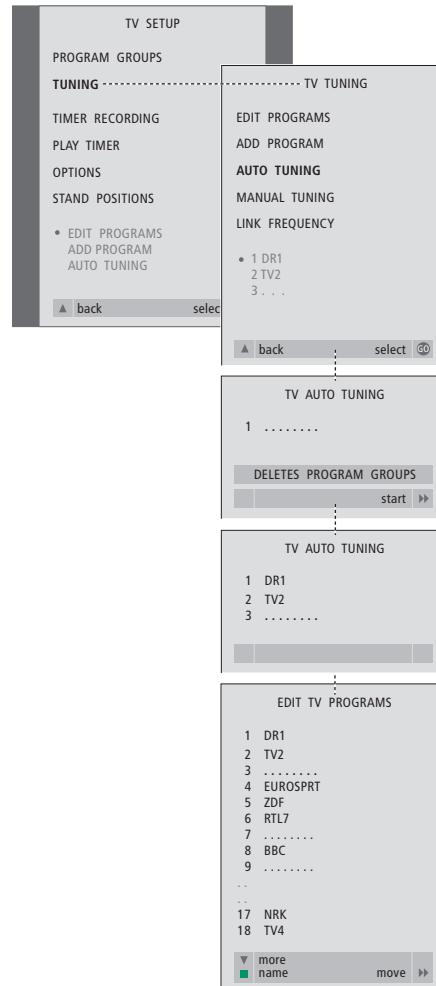 TV SETUP
PROGRAM GROUPS
TUNING
TIMER RECORDING
PLAY TIMER
OPTIONS
STAND POSITIONS
• EDIT PROGRAMS
ADD PROGRAM
AUTO TUNING
▲ back selec
TV TUNING
EDIT PROGRAMS
ADD PROGRAM
AUTO TUNING
MANUAL TUNING
LINK FREQUENCY
• 1 DR1
2 TV2
3 . . .
▲ back select GO
TV AUTO TUNING
1 ........
DELETES PROGRAM GROUPS
start
TV AUTO TUNING
1 DR1
2 TV2
3 ........
EDIT TV PROGRAMS
1 DR1
2 TV2
3 ........
4 EUROSPRT
5 ZDF
6 RTL7
7 ........
8 BBC
9 ........
. .
. .
17 NRK
18 TV4
▼ more
name move